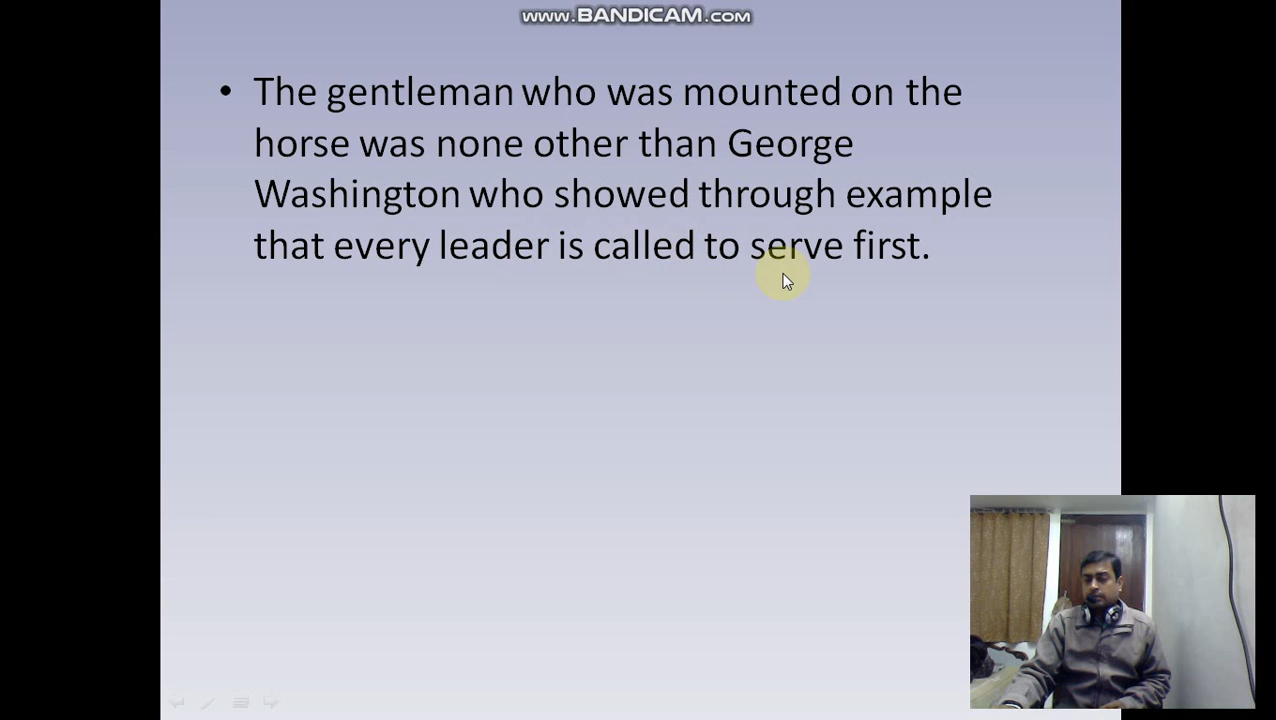 www.BANDICAM.com
• The gentleman who was mounted on the
horse was none other than George
Washington who showed through example
that every leader is called to serve first.